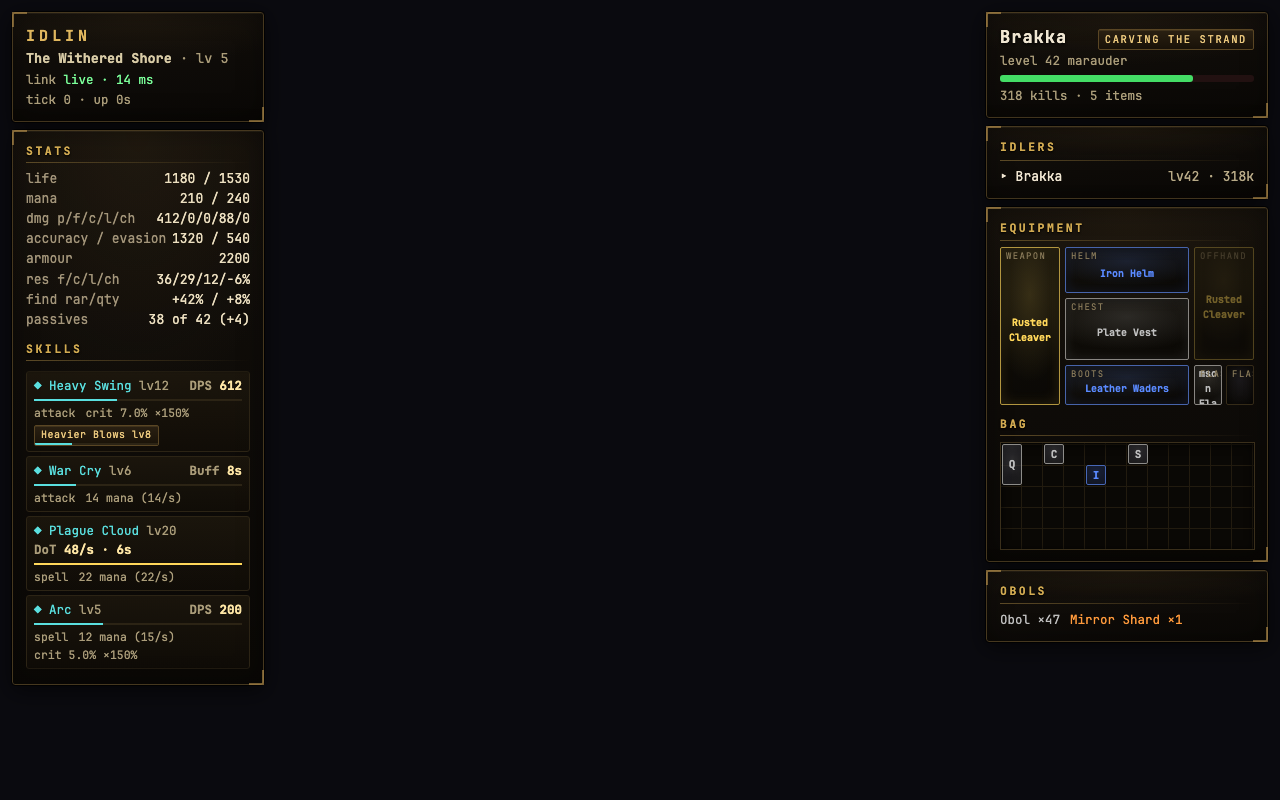 IDLIN
The Withered Shore · lv 5
link live · 14 ms
tick 0 · up 0s
STATS
life 1180 / 1530
mana 210 / 240
dmg p/f/c/l/ch 412/0/0/88/0
accuracy / evasion 1320 / 540
armour 2200
res f/c/l/ch 36/29/12/-6%
find rar/qty +42% / +8%
passives 38 of 42 (+4)
SKILLS
◆ Heavy Swing lv12 DPS 612
attack crit 7.0% ×150%
Heavier Blows lv8
◆ War Cry lv6 Buff 8s
attack 14 mana (14/s)
◆ Plague Cloud lv20
DoT 48/s · 6s
spell 22 mana (22/s)
◆ Arc lv5 DPS 200
spell 12 mana (15/s)
crit 5.0% ×150%
Brakka CARVING THE STRAND
level 42 marauder
318 kills · 5 items
IDLERS
▸ Brakka lv42 · 318k
EQUIPMENT
WEAPON
Rusted
Cleaver
HELM
Iron Helm
OFFHAND
Rusted
Cleaver
CHEST
Plate Vest
BOOTS
Leather Waders
n
FLA
BAG
Q C S
I
OBOLS
Obol ×47 Mirror Shard ×1